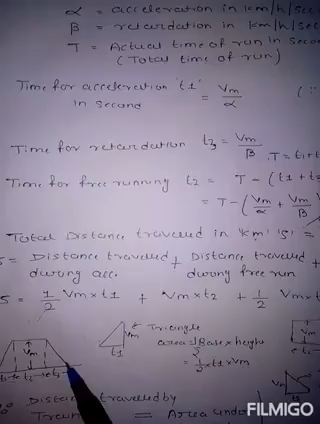 α = acceleration in km/h/sec
β = retardation in km/h/sec
T = Actual time of run in secon
(Total time of run)
Time for acceleration 't1' = Vm/α
in second
Time for retardation t3 = Vm/β . T = t1+t
Time for free running t2 = T - (t1+t
= T - (Vm/α + Vm/β
Total Distance travelled in 'km' 'S' =
S = Distance travelled + Distance travelled +
during acc. during free run
S = 1/2 Vm × t1 + Vm × t2 + 1/2 Vm × t
Vm
t1 t2 t3
Vm
t1
Triangle
area = 1/2 Base × height
= 1/2 × t1 × Vm
Vm
Distance travelled by
Train = Area under
FILMIGO